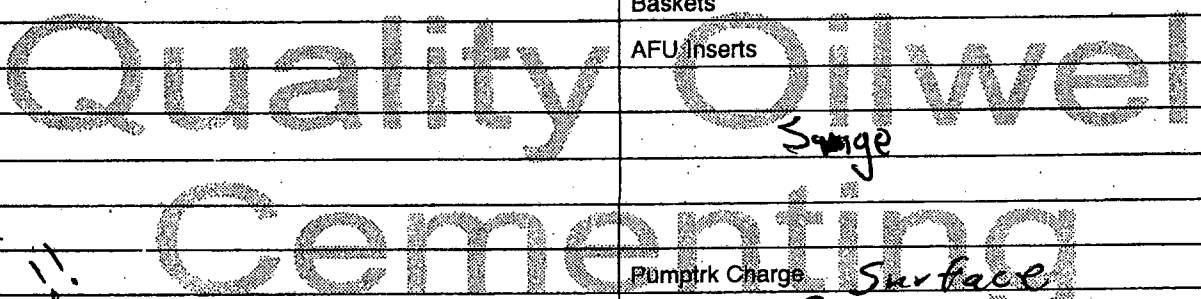 Baskets
Quality Oilwel
AFU Inserts
Cementing
Pumptrk Charge Surface